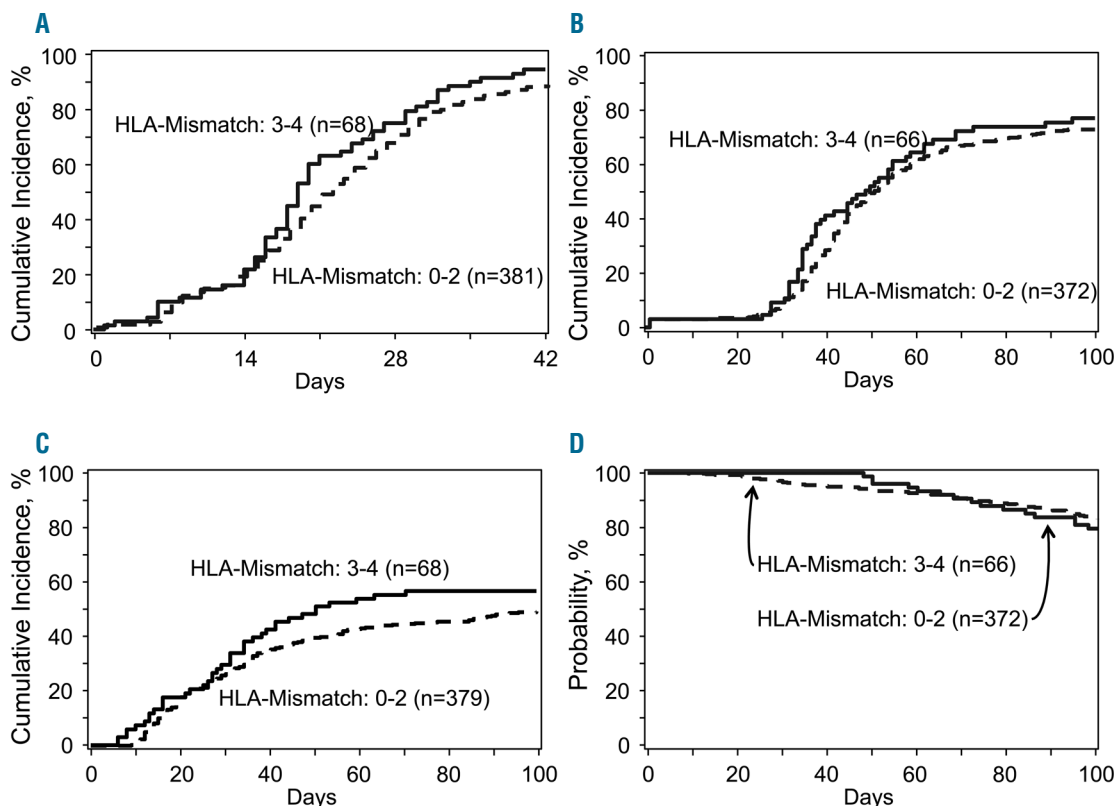 A
Cumulative Incidence, %
100
80
60
40
20
0
HLA-Mismatch: 3-4 (n=68)
HLA-Mismatch: 0-2 (n=381)
0 14 28 42
Days
B
Cumulative Incidence, %
100
80
60
40
20
0
HLA-Mismatch: 3-4 (n=66)
HLA-Mismatch: 0-2 (n=372)
0 20 40 60 80 100
Days
C
Cumulative Incidence, %
100
80
60
40
20
0
HLA-Mismatch: 3-4 (n=68)
HLA-Mismatch: 0-2 (n=379)
0 20 40 60 80 100
Days
D
Probability, %
100
80
60
40
20
0
HLA-Mismatch: 3-4 (n=66)
HLA-Mismatch: 0-2 (n=372)
0 20 40 60 80 100
Days